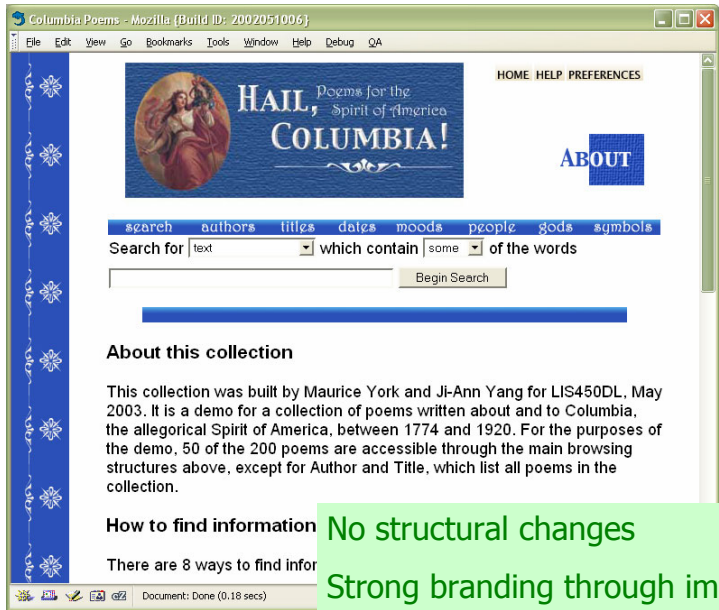 Columbia Poems - Mozilla {Build ID: 2002051006}
File Edit View Go Bookmarks Tools Window Help Debug QA
HOME HELP PREFERENCES
HAIL, Poems for the
Spirit of America
COLUMBIA!
ABOUT
search authors titles dates moods people gods symbols
Search for text which contain some of the words
Begin Search
About this collection
This collection was built by Maurice York and Ji-Ann Yang for LIS450DL, May
2003. It is a demo for a collection of poems written about and to Columbia,
the allegorical Spirit of America, between 1774 and 1920. For the purposes of
the demo, 50 of the 200 poems are accessible through the main browsing
structures above, except for Author and Title, which list all poems in the
collection.
How to find information
There are 8 ways to find infor
No structural changes
Strong branding through im
Document: Done (0.18 secs)